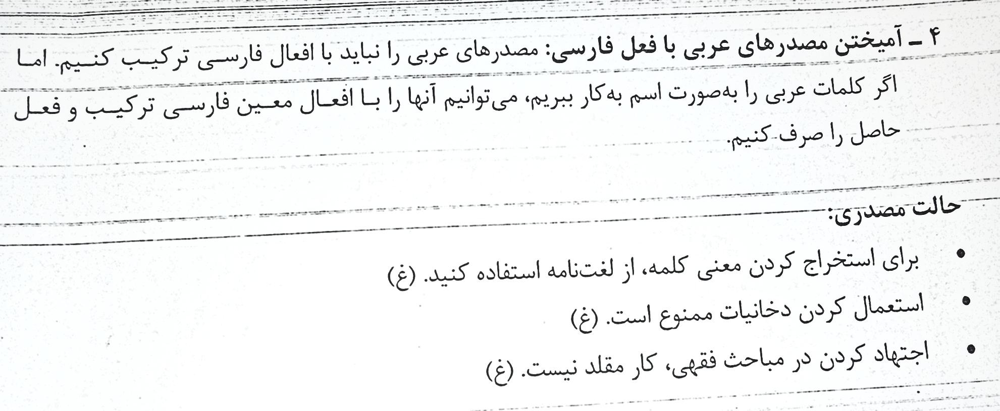 ۴ ــ آمیختن مصدرهای عربی با فعل فارسی: مصدرهای عربی را نباید با افعال فارسی ترکیب کنیم. اما
اگر کلمات عربی را به‌صورت اسم به‌کار ببریم، می‌توانیم آنها را با افعال معین فارسی ترکیب و فعل
حاصل را صرف کنیم.
حالت مصدری:
• برای استخراج کردن معنی کلمه، از لغت‌نامه استفاده کنید. (غ)
• استعمال کردن دخانیات ممنوع است. (غ)
• اجتهاد کردن در مباحث فقهی، کار مقلد نیست. (غ)